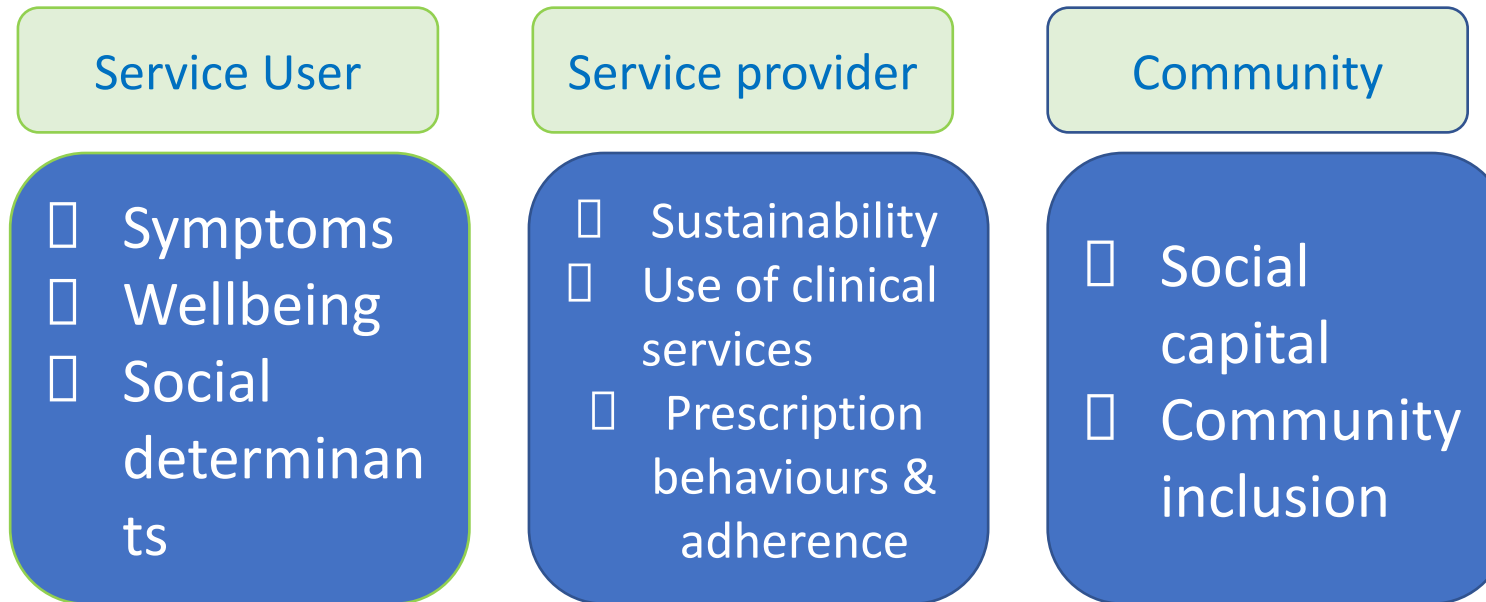 Service User
Symptoms
Wellbeing
Social
determinan
ts
Service provider
Sustainability
Use of clinical
services
Prescription
behaviours &
adherence
Community
Social
capital
Community
inclusion